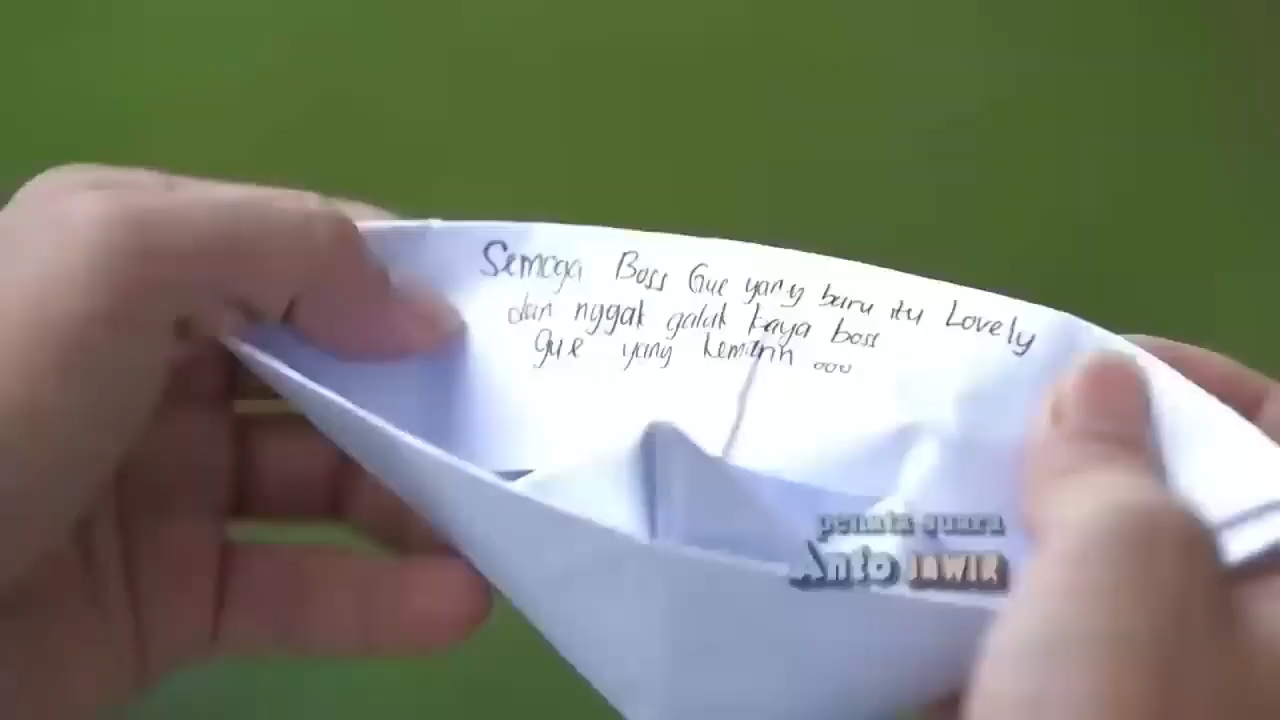 Semoga Boss Gue yang baru itu Lovely
dan nggak galak kaya boss
gue yang kemarin ...
penata suara
Anto JAWIR